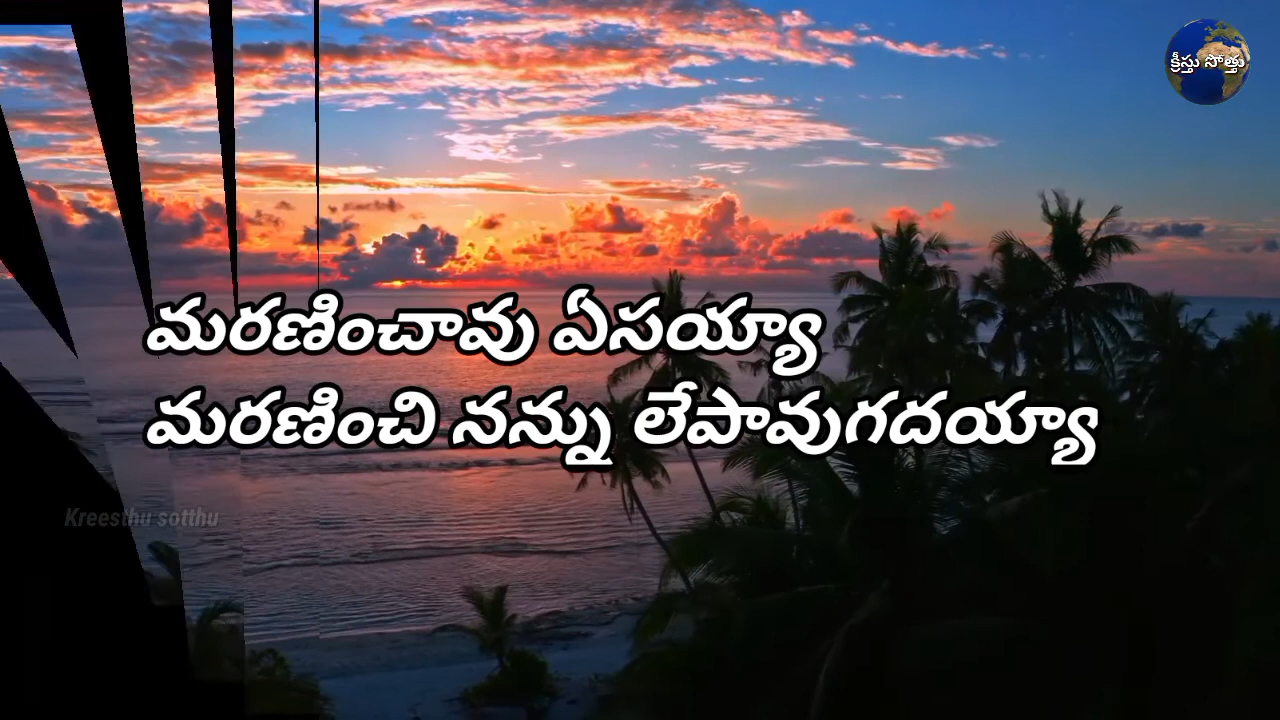 క్రీస్తు సోత్తు
మరణించావు ఏసయ్యా
మరణించి నన్ను లేపావుగదయ్యా
Kreesthu sotthu